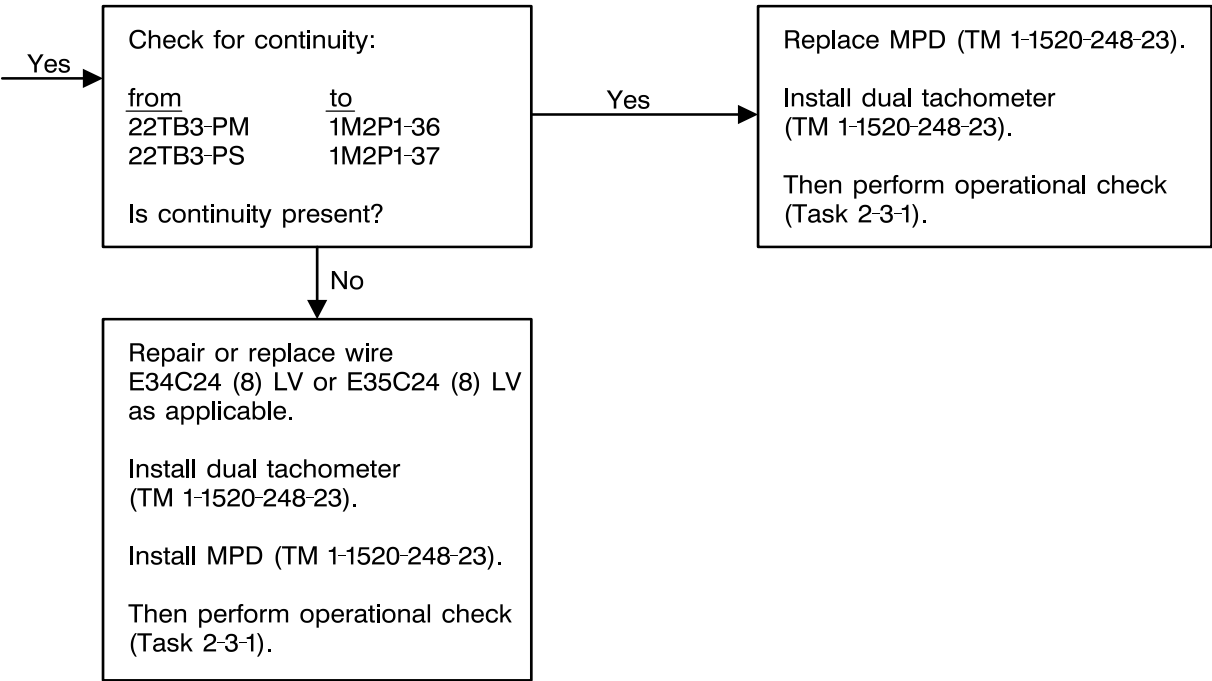 Yes
Check for continuity:
from to
22TB3-PM 1M2P1-36
22TB3-PS 1M2P1-37
Is continuity present?
Yes
Replace MPD (TM 1-1520-248-23).
Install dual tachometer
(TM 1-1520-248-23).
Then perform operational check
(Task 2-3-1).
No
Repair or replace wire
E34C24 (8) LV or E35C24 (8) LV
as applicable.
Install dual tachometer
(TM 1-1520-248-23).
Install MPD (TM 1-1520-248-23).
Then perform operational check
(Task 2-3-1).